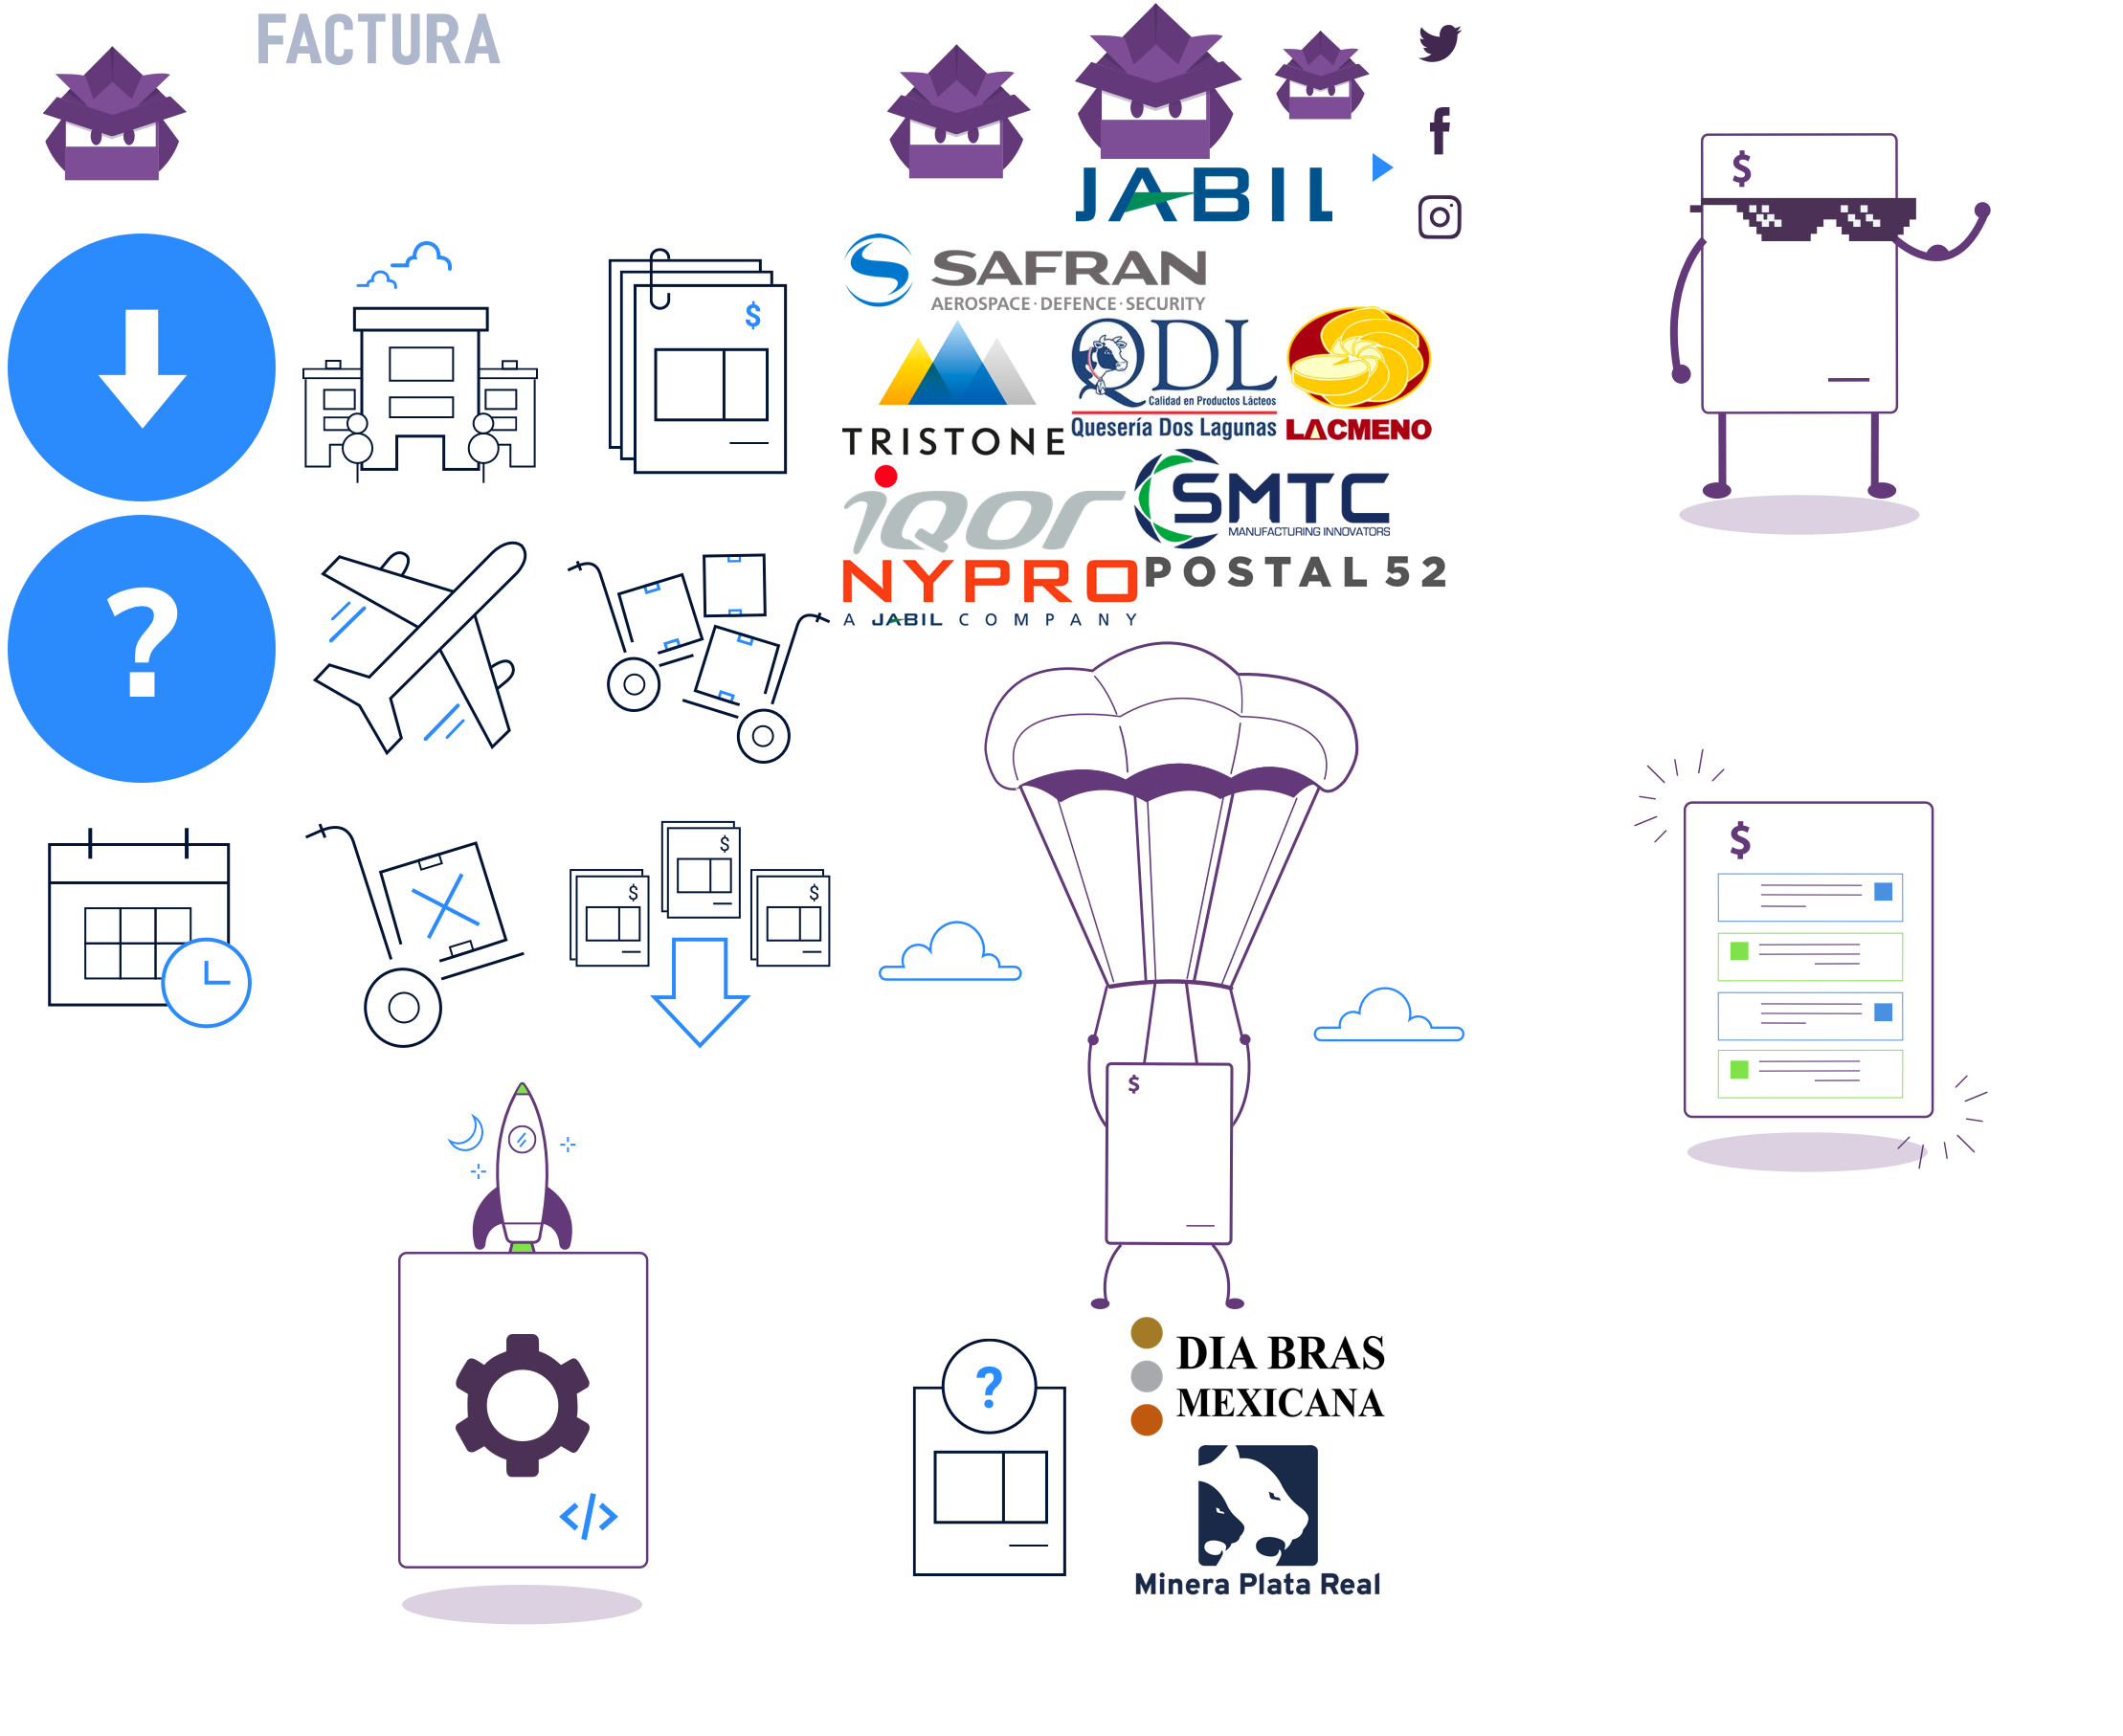 FACTURA
$
JABIL
SAFRAN
AEROSPACE · DEFENCE · SECURITY
$
QDL
Calidad en Productos Lácteos
Quesería Dos Lagunas
LACMENO
TRISTONE
iQor
SMTC
MANUFACTURING INNOVATORS
NYPRO
A JABIL COMPANY
POSTAL 52
?
$
$
$
$
$
?
DIA BRAS
MEXICANA
</>
Minera Plata Real